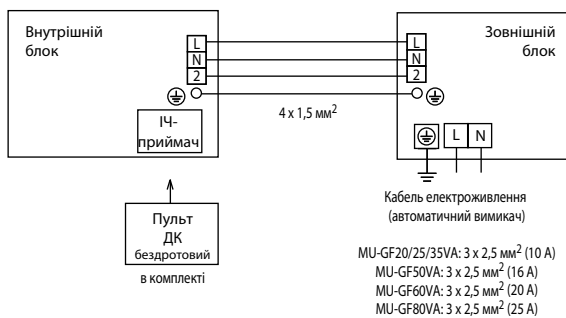 Внутрішній
блок
L
N
2
4 x 1,5 мм²
ІЧ-
приймач
Пульт
ДК
бездротовий
в комплекті
Зовнішній
блок
L
N
2
L N
Кабель електроживлення
(автоматичний вимикач)
MU-GF20/25/35VA: 3 x 2,5 мм² (10 А)
MU-GF50VA: 3 x 2,5 мм² (16 А)
MU-GF60VA: 3 x 2,5 мм² (20 А)
MU-GF80VA: 3 x 2,5 мм² (25 А)